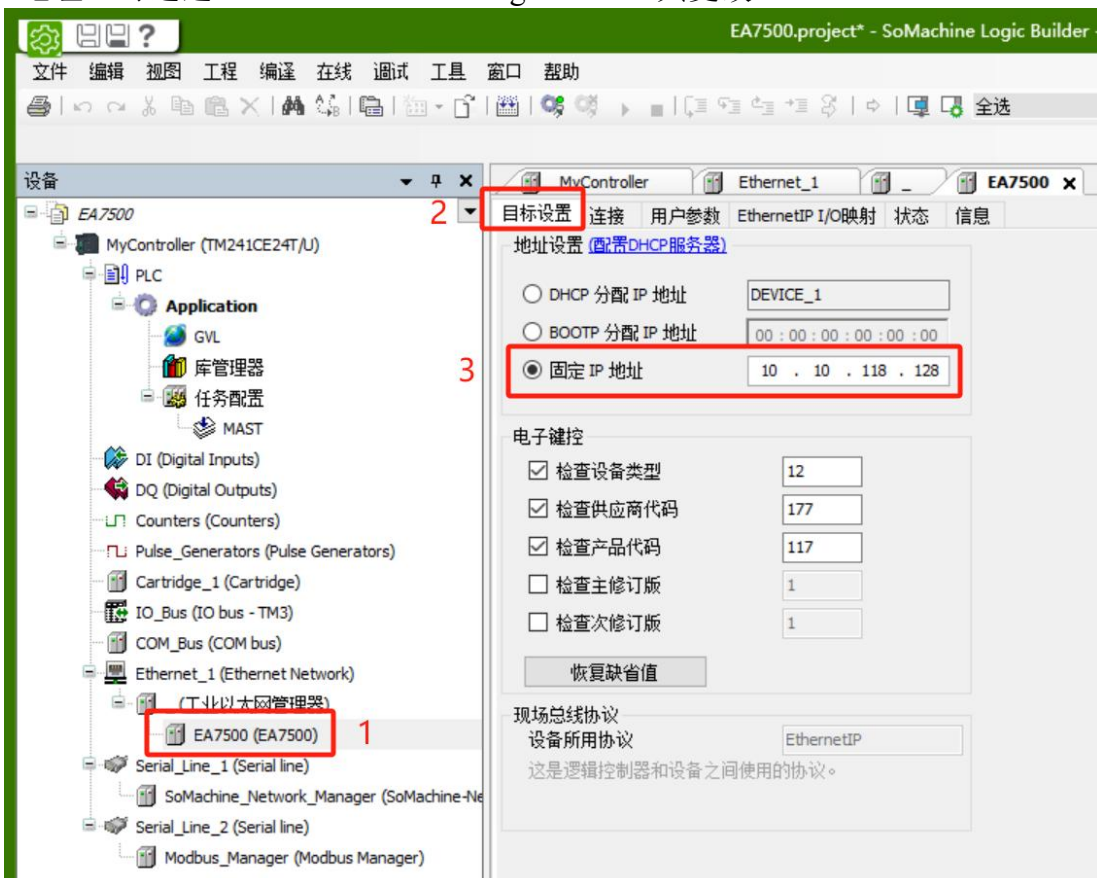 EA7500.project* - SoMachine Logic Builder -
文件 编辑 视图 工程 编译 在线 调试 工具 窗口 帮助
全选
设备
EA7500
MyController (TM241CE24T/U)
PLC
Application
GVL
库管理器
任务配置
MAST
DI (Digital Inputs)
DQ (Digital Outputs)
Counters (Counters)
Pulse_Generators (Pulse Generators)
Cartridge_1 (Cartridge)
IO_Bus (IO bus - TM3)
COM_Bus (COM bus)
Ethernet_1 (Ethernet Network)
_ (工业以太网管理器)
EA7500 (EA7500)
1
Serial_Line_1 (Serial line)
SoMachine_Network_Manager (SoMachine-Ne
Serial_Line_2 (Serial line)
Modbus_Manager (Modbus Manager)
MyController Ethernet_1 _ EA7500
2
目标设置 连接 用户参数 EthernetIP I/O映射 状态 信息
地址设置 (配置DHCP服务器)
DHCP 分配 IP 地址 DEVICE_1
BOOTP 分配 IP 地址 00 : 00 : 00 : 00 : 00 : 00
3
固定 IP 地址 10 . 10 . 118 . 128
电子键控
检查设备类型 12
检查供应商代码 177
检查产品代码 117
检查主修订版 1
检查次修订版 1
恢复缺省值
现场总线协议
设备所用协议 EthernetIP
这是逻辑控制器和设备之间使用的协议。